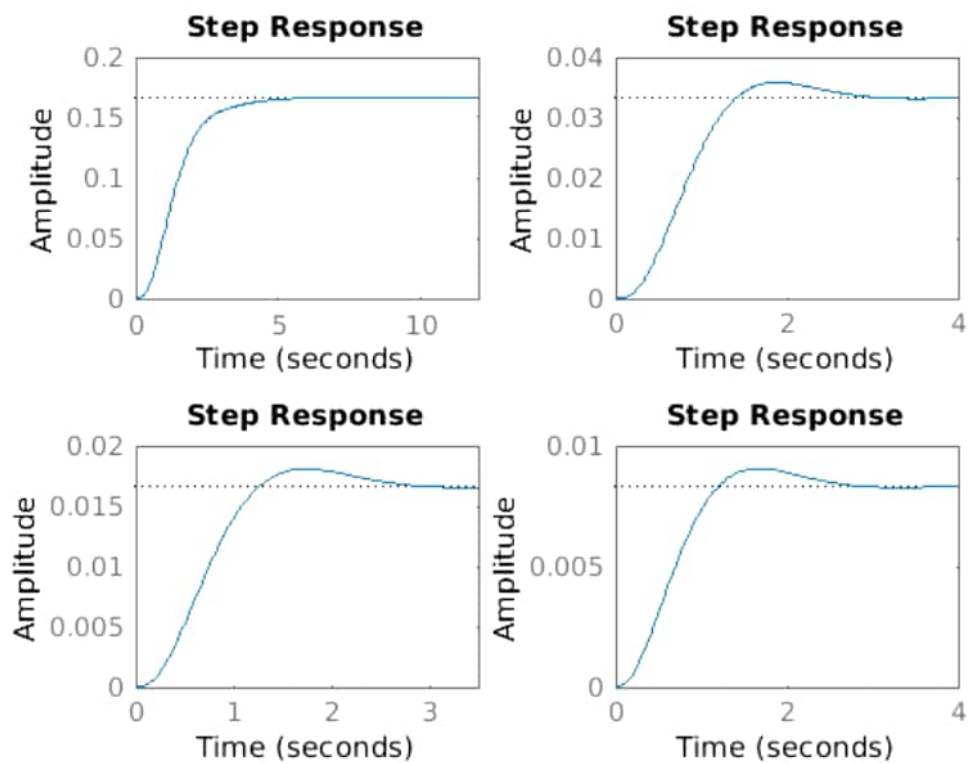 Step Response
0.2
0.15
0.1
0.05
0
Amplitude
0 5 10
Time (seconds)
Step Response
0.04
0.03
0.02
0.01
0
Amplitude
0 2 4
Time (seconds)
Step Response
0.02
0.015
0.01
0.005
0
Amplitude
0 1 2 3
Time (seconds)
Step Response
0.01
0.005
0
Amplitude
0 2 4
Time (seconds)